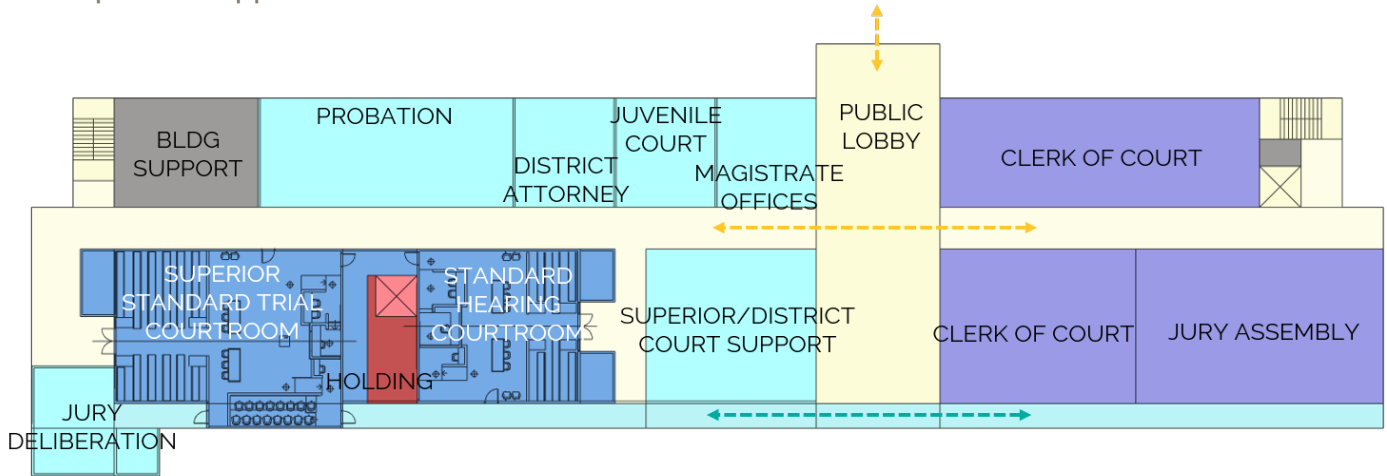 BLDG
SUPPORT
PROBATION
DISTRICT
ATTORNEY
JUVENILE
COURT
MAGISTRATE
OFFICES
PUBLIC
LOBBY
CLERK OF COURT
SUPERIOR
STANDARD TRIAL
COURTROOM
HOLDING
STANDARD
HEARING
COURTROOM
SUPERIOR/DISTRICT
COURT SUPPORT
CLERK OF COURT
JURY ASSEMBLY
JURY
DELIBERATION